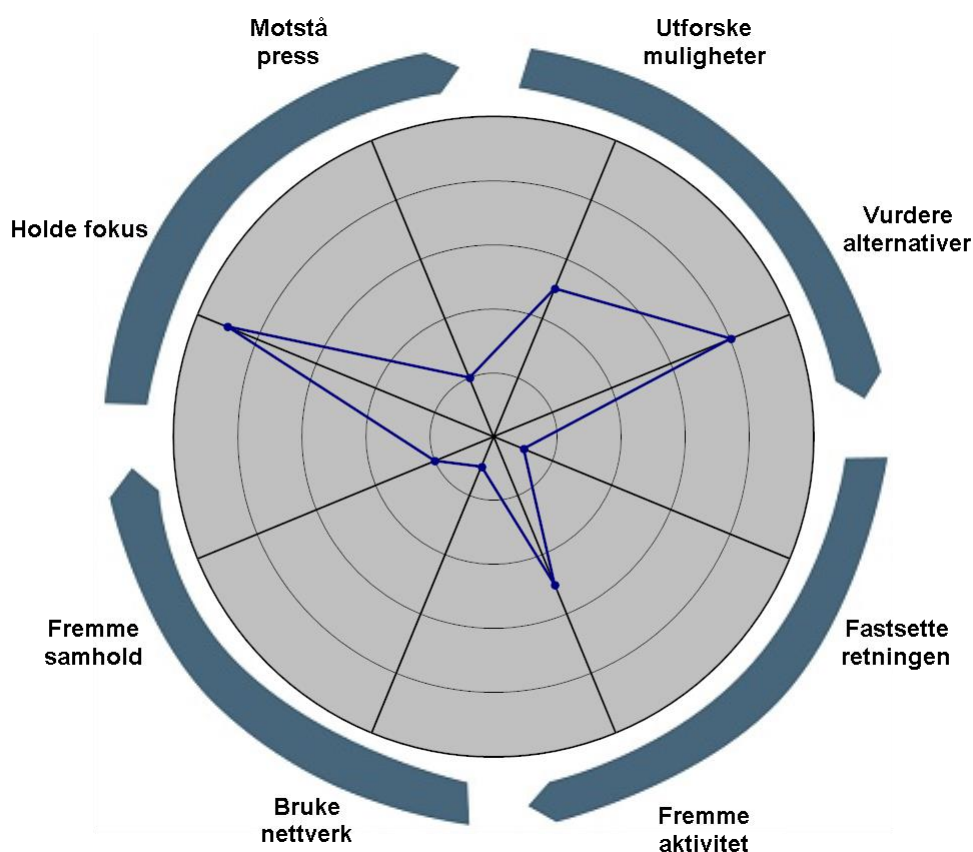 Motstå
press
Utforske
muligheter
Holde fokus
Vurdere
alternativer
Fremme
samhold
Fastsette
retningen
Bruke
nettverk
Fremme
aktivitet